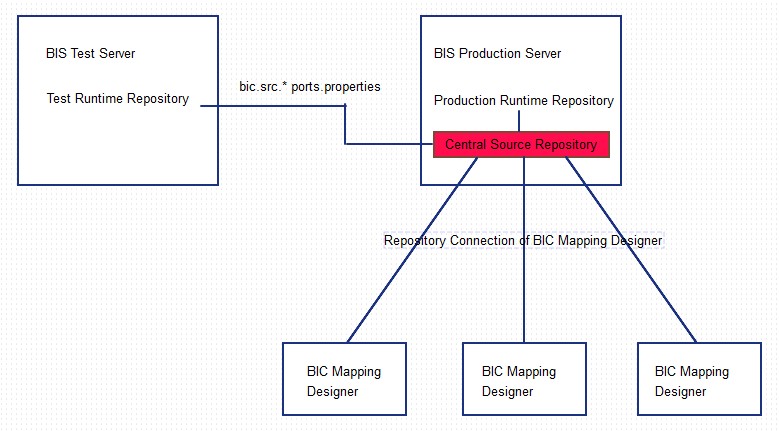 BIS Test Server
Test Runtime Repository
bic.src.* ports.properties
BIS Production Server
Production Runtime Repository
Central Source Repository
Repository Connection of BIC Mapping Designer
BIC Mapping
Designer
BIC Mapping
Designer
BIC Mapping
Designer